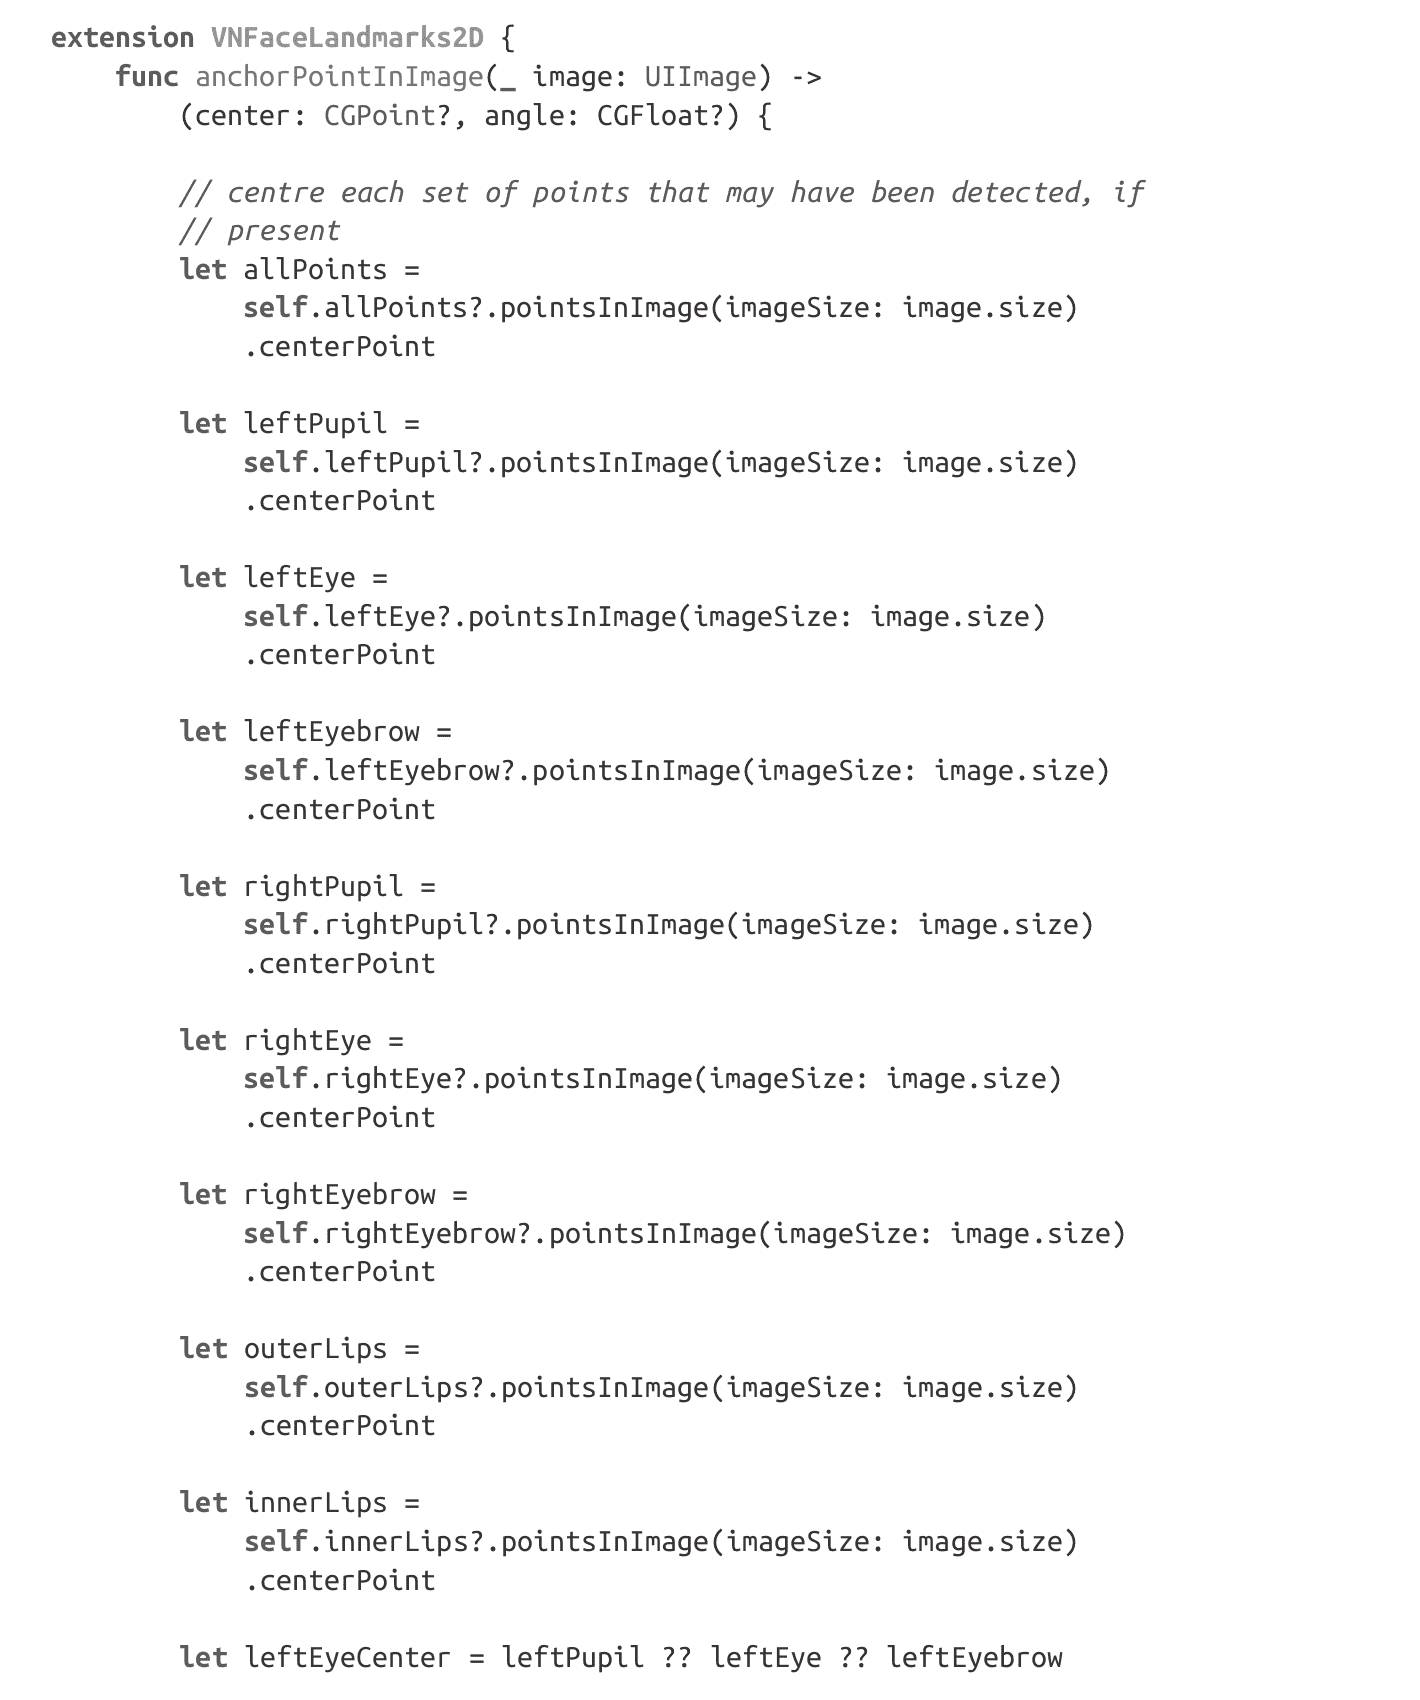 extension VNFaceLandmarks2D {
    func anchorPointInImage(_ image: UIImage) ->
        (center: CGPoint?, angle: CGFloat?) {

        // centre each set of points that may have been detected, if
        // present
        let allPoints =
            self.allPoints?.pointsInImage(imageSize: image.size)
            .centerPoint

        let leftPupil =
            self.leftPupil?.pointsInImage(imageSize: image.size)
            .centerPoint

        let leftEye =
            self.leftEye?.pointsInImage(imageSize: image.size)
            .centerPoint

        let leftEyebrow =
            self.leftEyebrow?.pointsInImage(imageSize: image.size)
            .centerPoint

        let rightPupil =
            self.rightPupil?.pointsInImage(imageSize: image.size)
            .centerPoint

        let rightEye =
            self.rightEye?.pointsInImage(imageSize: image.size)
            .centerPoint

        let rightEyebrow =
            self.rightEyebrow?.pointsInImage(imageSize: image.size)
            .centerPoint

        let outerLips =
            self.outerLips?.pointsInImage(imageSize: image.size)
            .centerPoint

        let innerLips =
            self.innerLips?.pointsInImage(imageSize: image.size)
            .centerPoint

        let leftEyeCenter = leftPupil ?? leftEye ?? leftEyebrow